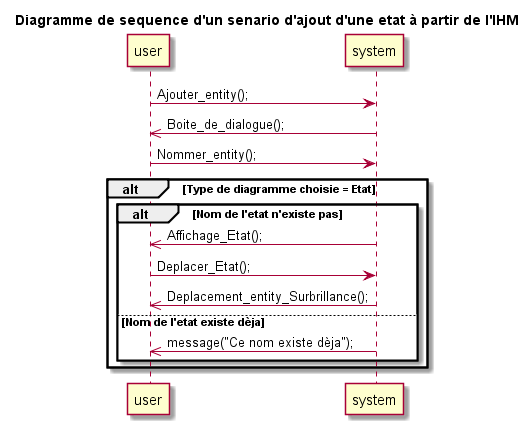 Diagramme de sequence d'un senario d'ajout d'une etat à partir de l'IHM
user system
Ajouter_entity();
Boite_de_dialogue();
Nommer_entity();
alt [Type de diagramme choisie = Etat]
alt [Nom de l'etat n'existe pas]
Affichage_Etat();
Deplacer_Etat();
Deplacement_entity_Surbrillance();
[Nom de l'etat existe dèja]
message("Ce nom existe dèja");
user system